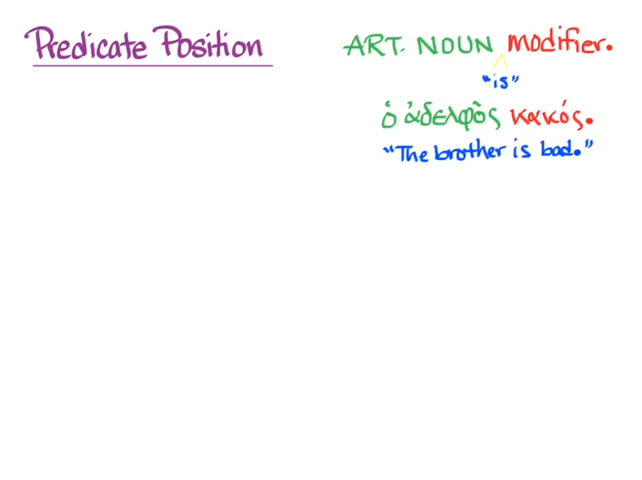 Predicate Position
ART. NOUN modifier.
"is"
ὁ ἀδελφὸς κακός.
"The brother is bad."